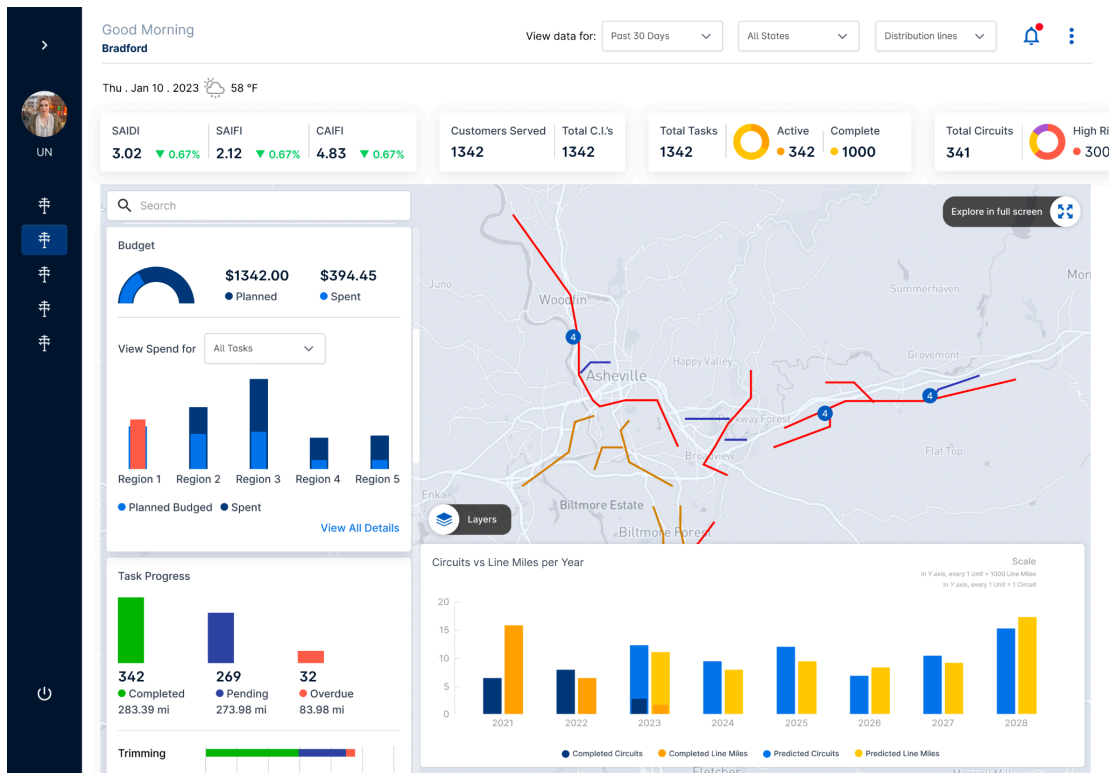 Good Morning
Bradford
View data for:
Past 30 Days
All States
Distribution lines
Thu . Jan 10 . 2023
58 °F
UN
SAIDI
3.02
▼ 0.67%
SAIFI
2.12
▼ 0.67%
CAIFI
4.83
▼ 0.67%
Customers Served
1342
Total C.I.'s
1342
Total Tasks
1342
Active
342
Complete
1000
Total Circuits
341
High Ri
300
Search
Explore in full screen
Budget
$1342.00
Planned
$394.45
Spent
View Spend for
All Tasks
Region 1 Region 2 Region 3 Region 4 Region 5
Planned Budged Spent
View All Details
Juno
Woodfin
4
Asheville
Happy Valley
Summerhaven
Mon
Grovemont
4
4
Parkway Forest
Broadview
Flat Top
Enka
Biltmore Estate
Biltmore Forest
Layers
Task Progress
342
Completed
283.39 mi
269
Pending
273.98 mi
32
Overdue
83.98 mi
Trimming
Circuits vs Line Miles per Year
Scale
In Y axis, every 1 Unit = 1000 Line Miles
In Y axis, every 1 Unit = 1 Circuit
20
15
10
5
0
2021 2022 2023 2024 2025 2026 2027 2028
Completed Circuits Completed Line Miles Predicted Circuits Predicted Line Miles
Fletcher